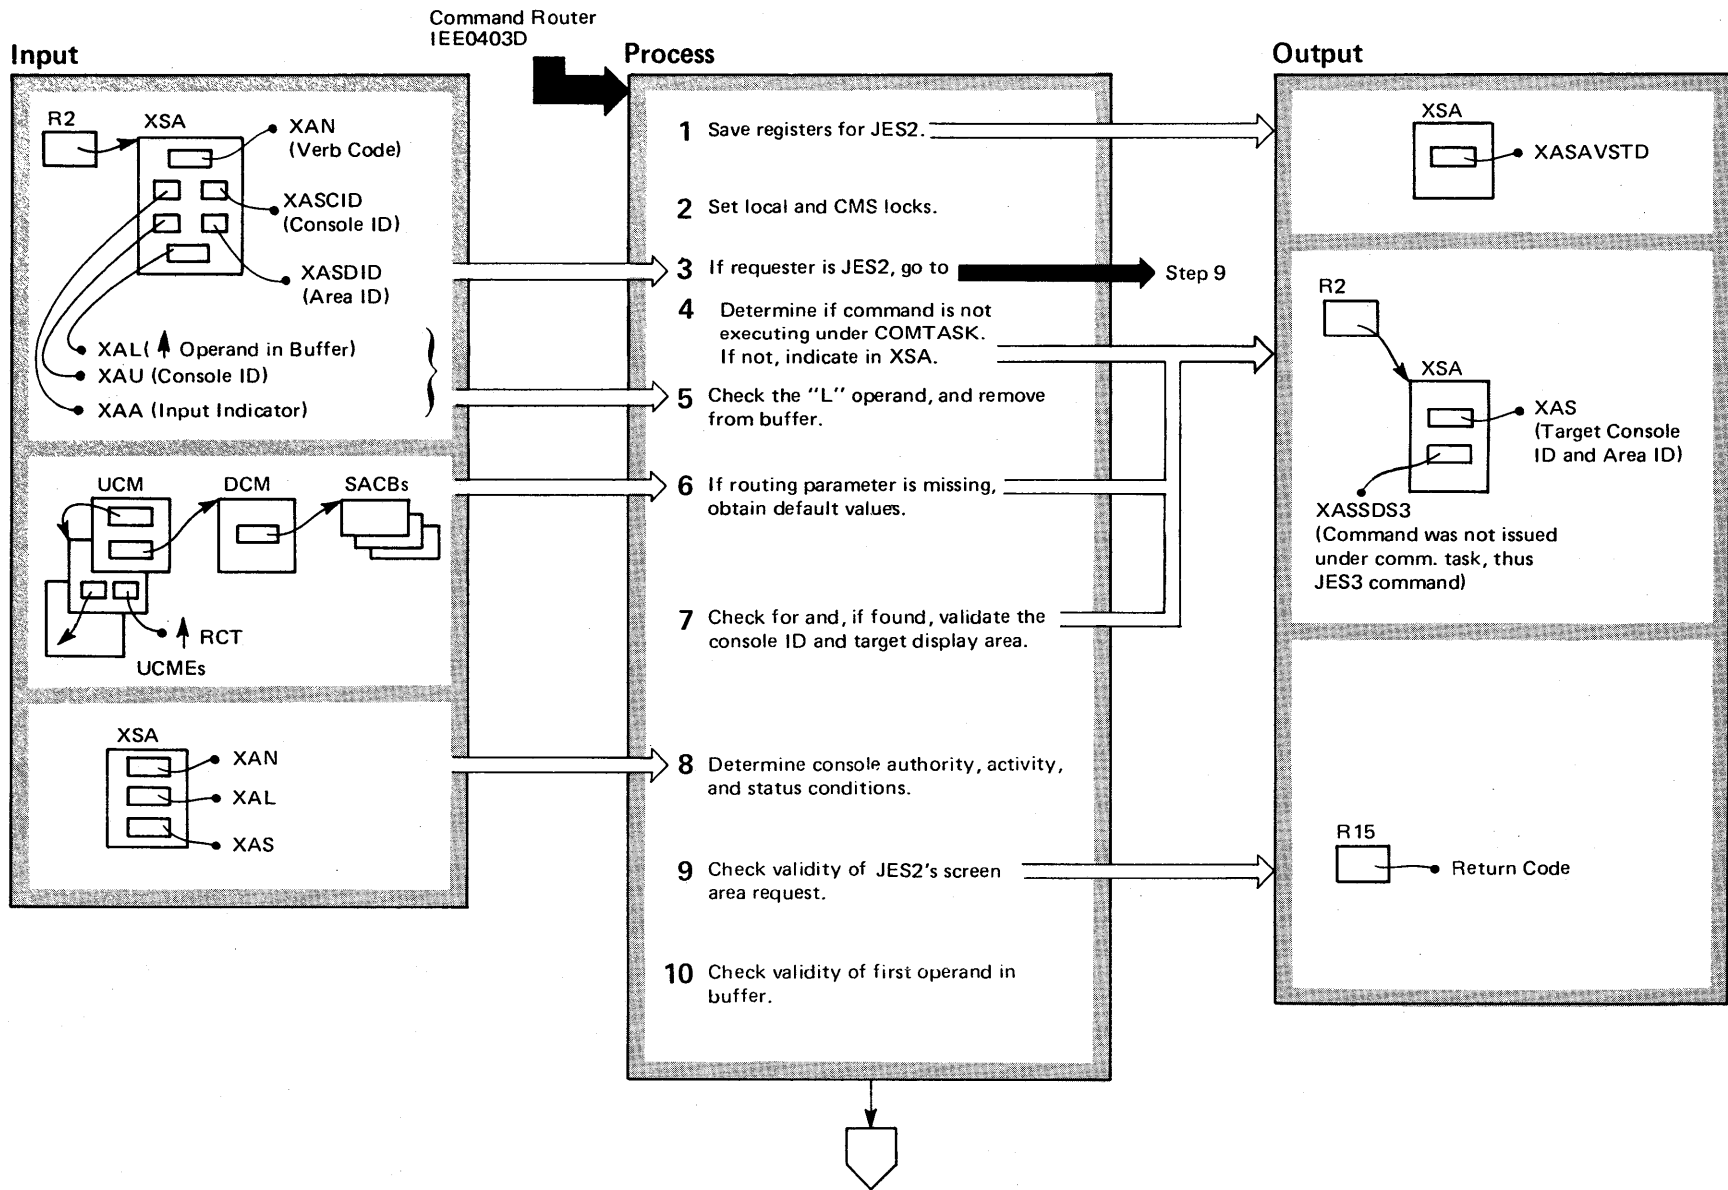 Command Router
IEE0403D
Input
R2
XSA
XAN
(Verb Code)
XASCID
(Console ID)
XASDID
(Area ID)
XAL( Operand in Buffer)
XAU (Console ID)
XAA (Input Indicator)
UCM
DCM
SACBs
RCT
UCMEs
XSA
XAN
XAL
XAS
Process
1 Save registers for JES2.
2 Set local and CMS locks.
3 If requester is JES2, go to
Step 9
4 Determine if command is not
executing under COMTASK.
If not, indicate in XSA.
5 Check the "L" operand, and remove
from buffer.
6 If routing parameter is missing,
obtain default values.
7 Check for and, if found, validate the
console ID and target display area.
8 Determine console authority, activity,
and status conditions.
9 Check validity of JES2's screen
area request.
10 Check validity of first operand in
buffer.
Output
XSA
XASAVSTD
R2
XSA
XAS
(Target Console
ID and Area ID)
XASSDS3
(Command was not issued
under comm. task, thus
JES3 command)
R15
Return Code